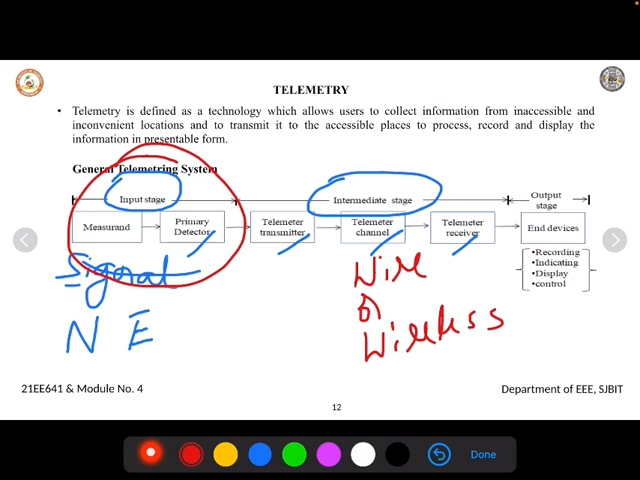 TELEMETRY
• Telemetry is defined as a technology which allows users to collect information from inaccessible and
inconvenient locations and to transmit it to the accessible places to process, record and display the
information in presentable form.
General Telemetring System
Input stage
Intermediate stage
Output
stage
Measurand
Primary
Detector
Telemeter
transmitter
Telemeter
channel
Telemeter
receiver
End devices
•Recording
•Indicating
•Display
•control
Signal
N E
Wire
or
Wireless
21EE641 & Module No. 4
Department of EEE, SJBIT
12
Done